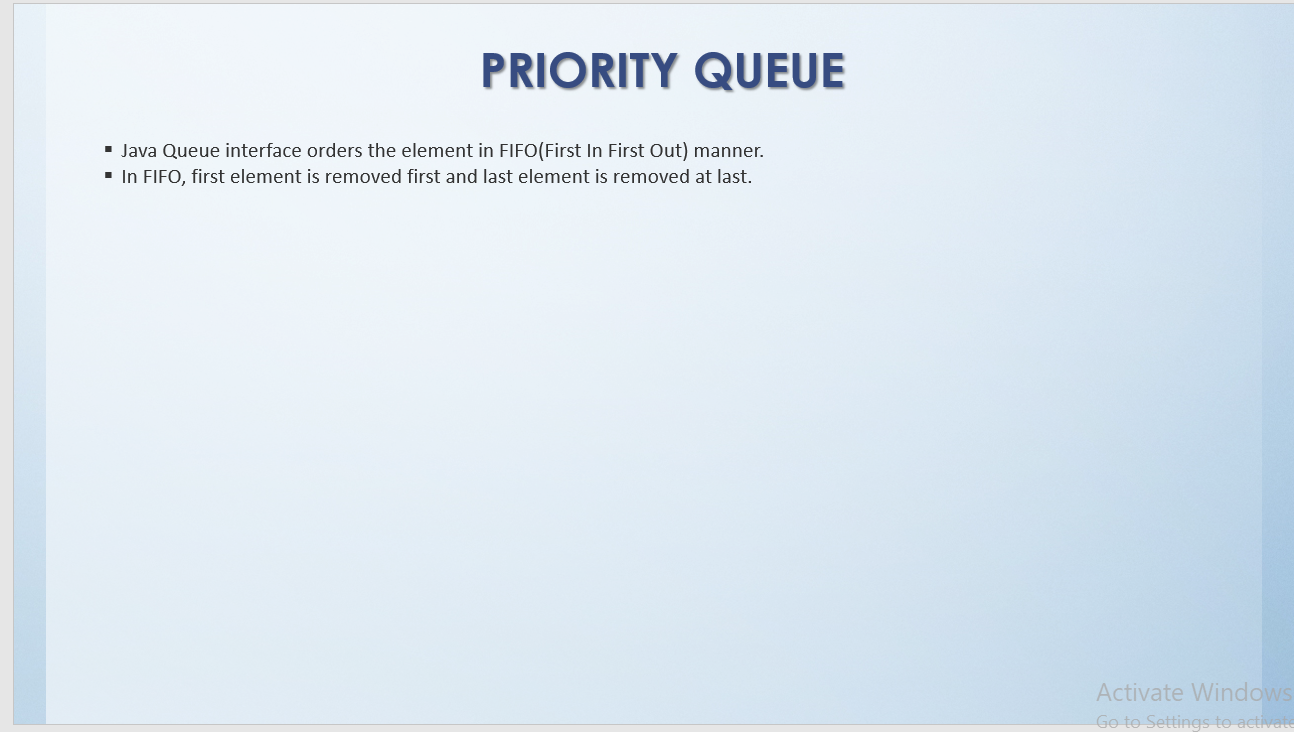 PRIORITY QUEUE
▪ Java Queue interface orders the element in FIFO(First In First Out) manner.
▪ In FIFO, first element is removed first and last element is removed at last.
Activate Windows
Go to Settings to activate